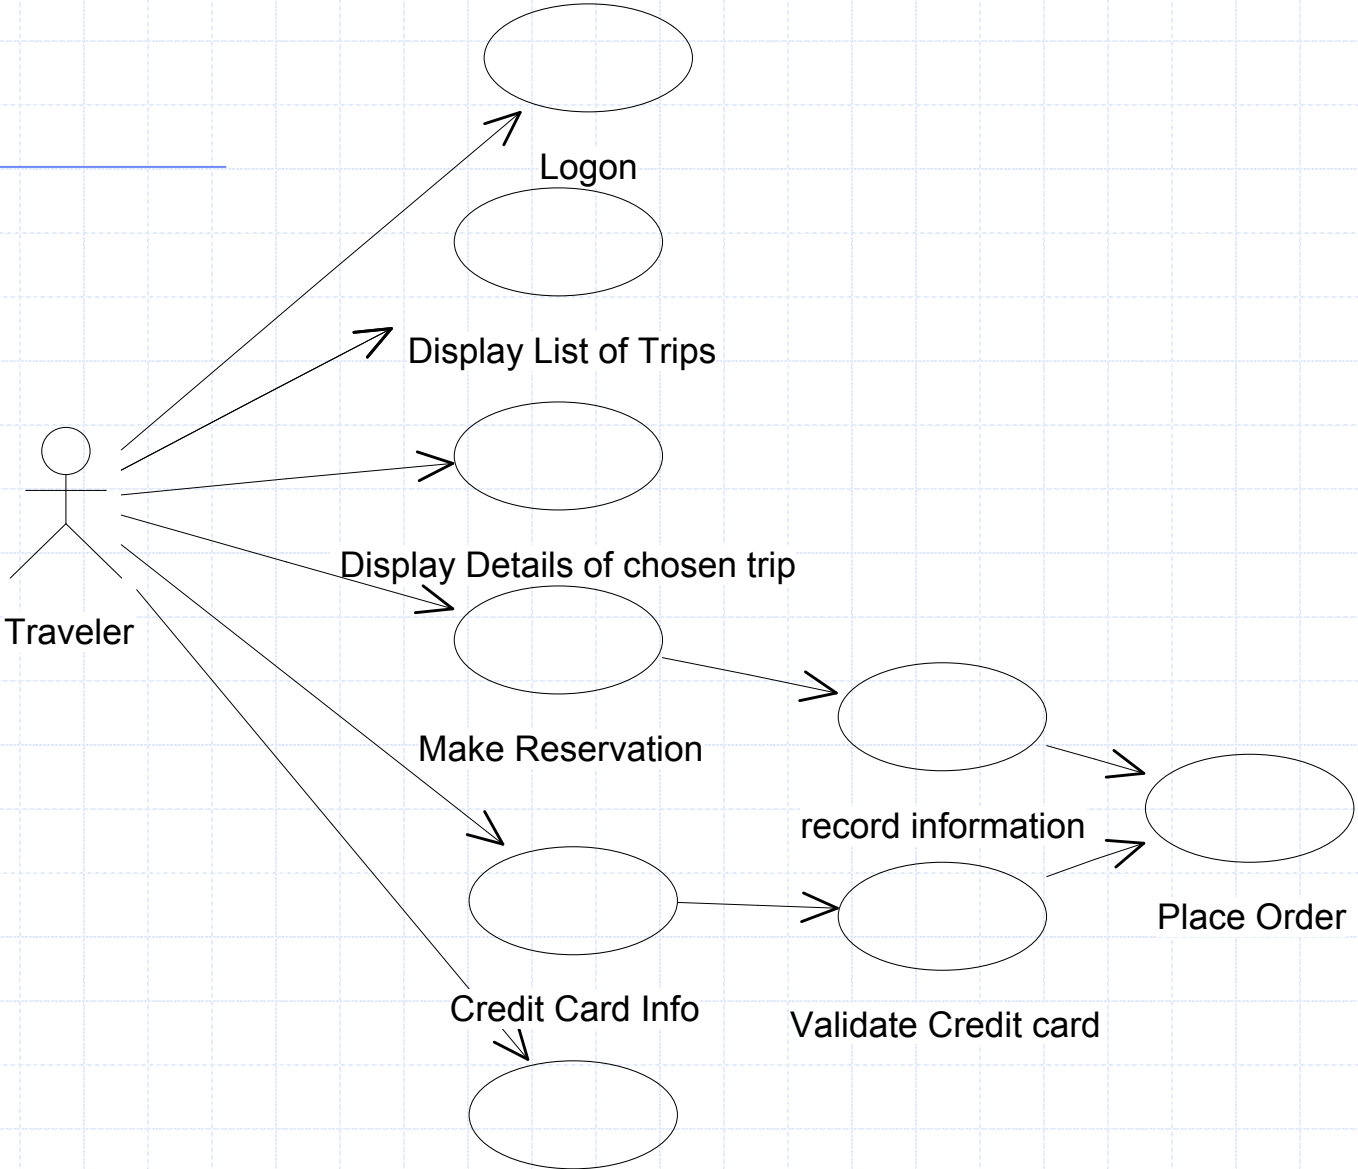 Logon
Display List of Trips
Display Details of chosen trip
Traveler
Make Reservation
record information
Place Order
Credit Card Info
Validate Credit card